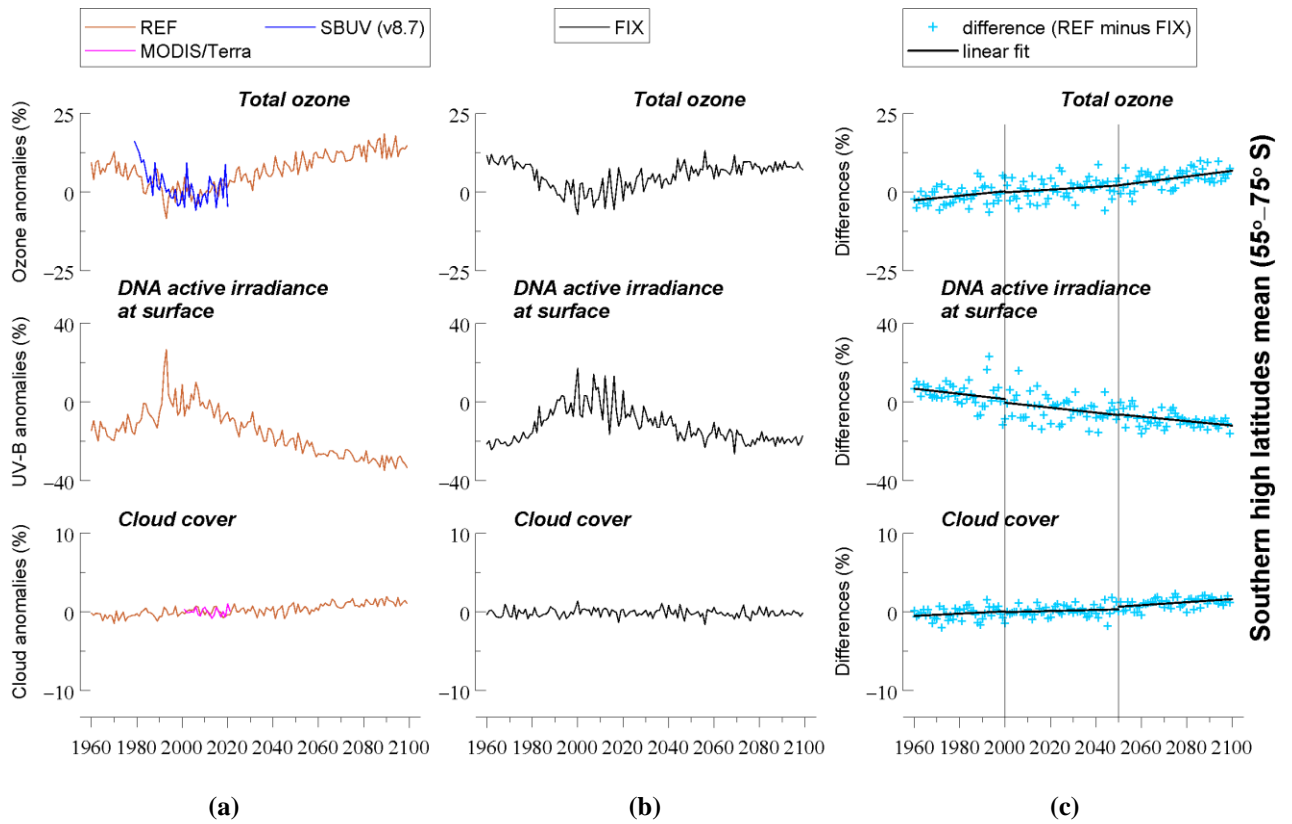 REF
SBUV (v8.7)
MODIS/Terra
FIX
difference (REF minus FIX)
linear fit
Total ozone
Ozone anomalies (%)
25
0
−25
DNA active irradiance
at surface
UV-B anomalies (%)
40
0
−40
Cloud cover
Cloud anomalies (%)
10
0
−10
1960 1980 2000 2020 2040 2060 2080 2100
(a)
Total ozone
25
0
−25
DNA active irradiance
at surface
40
0
−40
Cloud cover
10
0
−10
1960 1980 2000 2020 2040 2060 2080 2100
(b)
Total ozone
Differences (%)
25
0
−25
DNA active irradiance
at surface
Differences (%)
40
0
−40
Cloud cover
Differences (%)
10
0
−10
1960 1980 2000 2020 2040 2060 2080 2100
(c)
Southern high latitudes mean (55°–75° S)